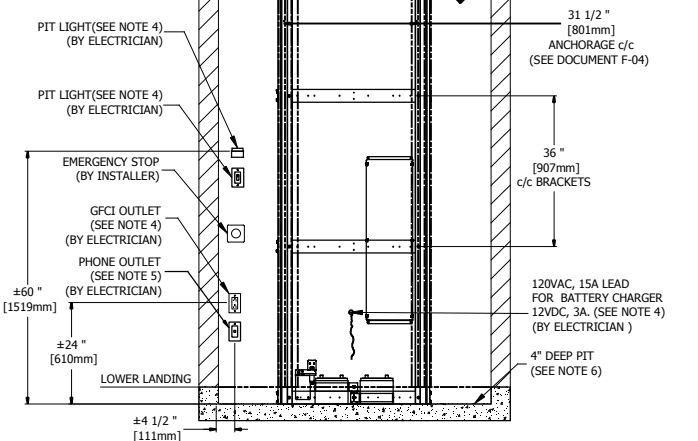 PIT LIGHT(SEE NOTE 4)
(BY ELECTRICIAN)
PIT LIGHT(SEE NOTE 4)
(BY ELECTRICIAN)
EMERGENCY STOP
(BY INSTALLER)
GFCI OUTLET
(SEE NOTE 4)
(BY ELECTRICIAN)
PHONE OUTLET
(SEE NOTE 5)
(BY ELECTRICIAN)
±60 "
[1519mm]
±24 "
[610mm]
LOWER LANDING
±4 1/2 "
[111mm]
31 1/2 "
[801mm]
ANCHORAGE c/c
(SEE DOCUMENT F-04)
36 "
[907mm]
c/c BRACKETS
120VAC, 15A LEAD
FOR BATTERY CHARGER
12VDC, 3A. (SEE NOTE 4)
(BY ELECTRICIAN )
4" DEEP PIT
(SEE NOTE 6)